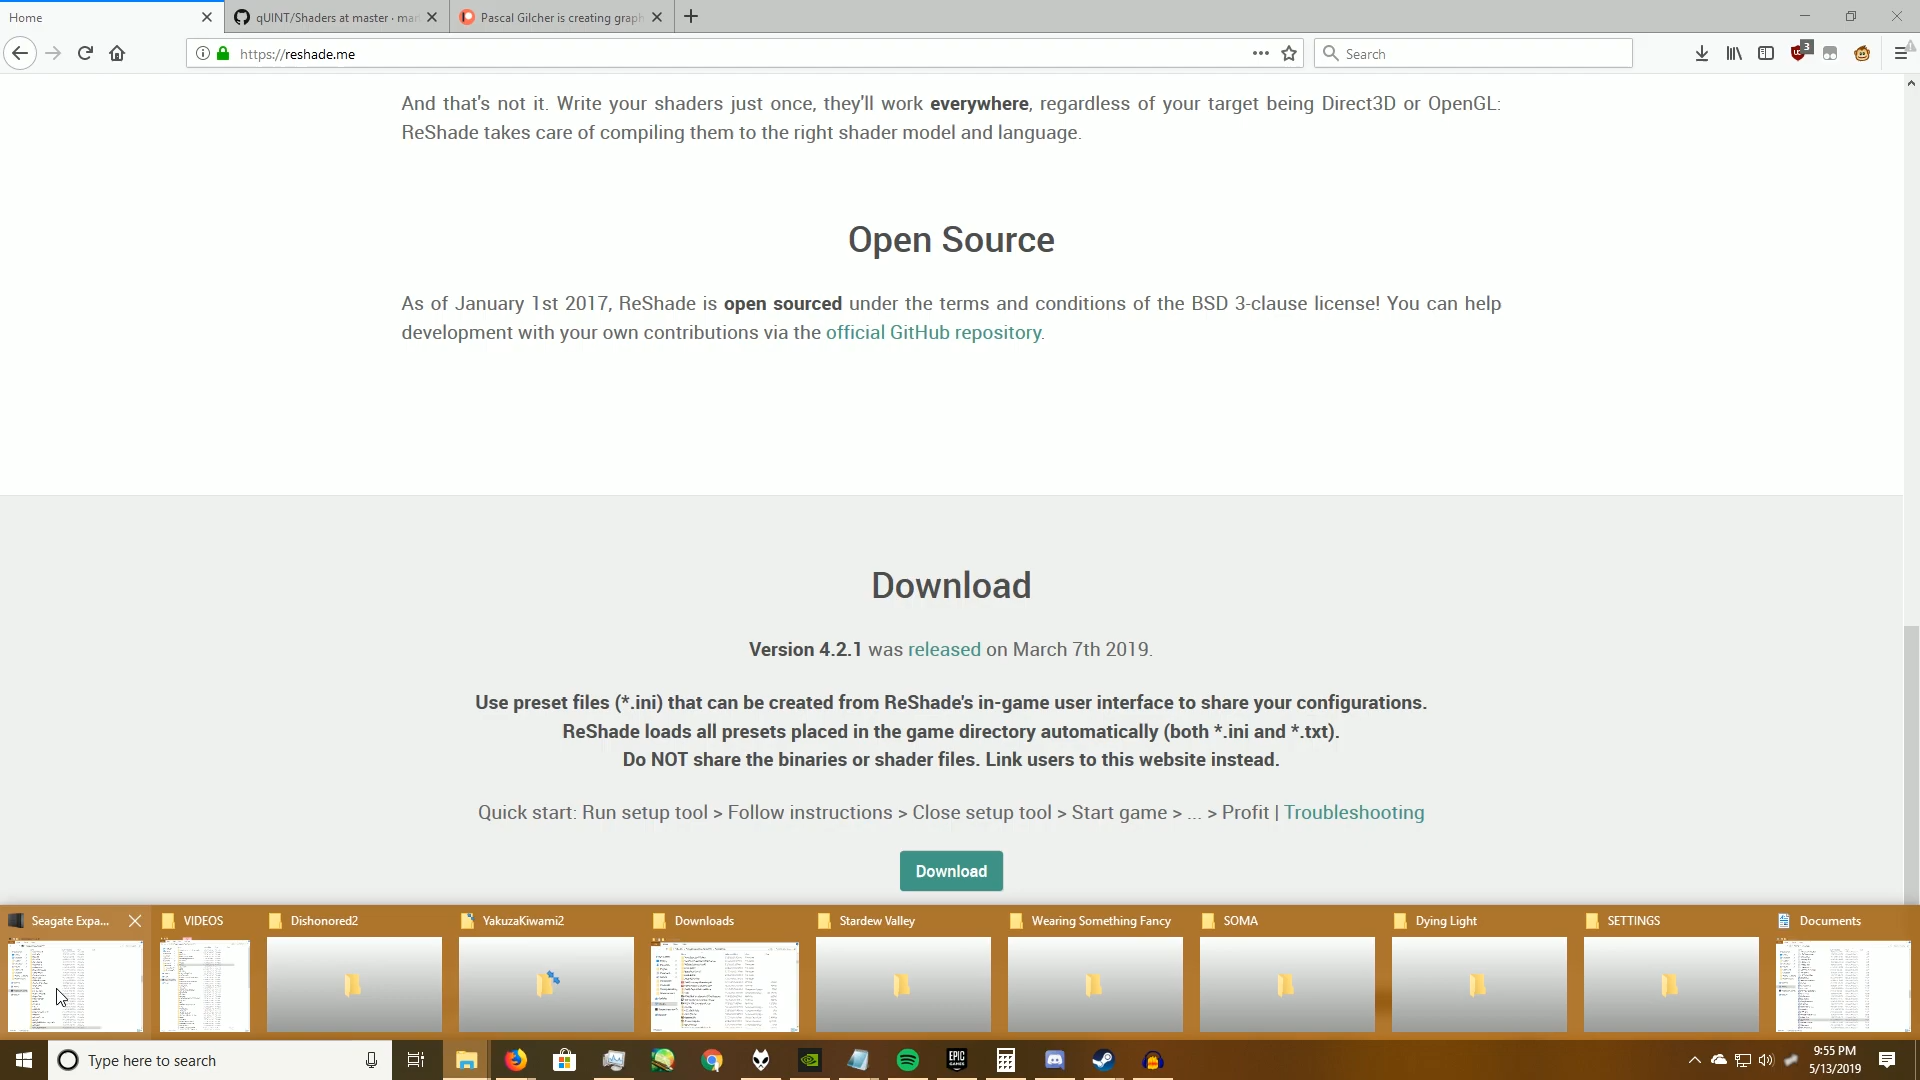 Home
qUINT/Shaders at master · mar
Pascal Gilcher is creating graph
https://reshade.me
Search
3
And that's not it. Write your shaders just once, they'll work everywhere, regardless of your target being Direct3D or OpenGL:
ReShade takes care of compiling them to the right shader model and language.
Open Source
As of January 1st 2017, ReShade is open sourced under the terms and conditions of the BSD 3-clause license! You can help
development with your own contributions via the official GitHub repository.
Download
Version 4.2.1 was released on March 7th 2019.
Use preset files (*.ini) that can be created from ReShade's in-game user interface to share your configurations.
ReShade loads all presets placed in the game directory automatically (both *.ini and *.txt).
Do NOT share the binaries or shader files. Link users to this website instead.
Quick start: Run setup tool > Follow instructions > Close setup tool > Start game > ... > Profit | Troubleshooting
Download
Seagate Expa...
VIDEOS
Dishonored2
YakuzaKiwami2
Downloads
Stardew Valley
Wearing Something Fancy
SOMA
Dying Light
SETTINGS
Documents
Type here to search
EPIC
9:55 PM
5/13/2019